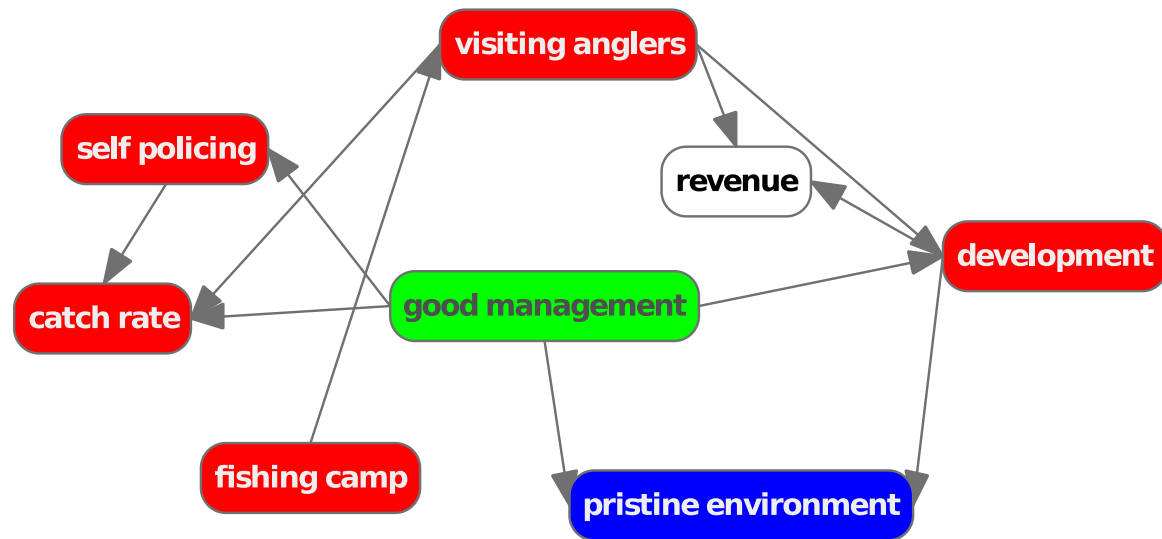 visiting anglers
self policing
revenue
development
good management
catch rate
fishing camp
pristine environment